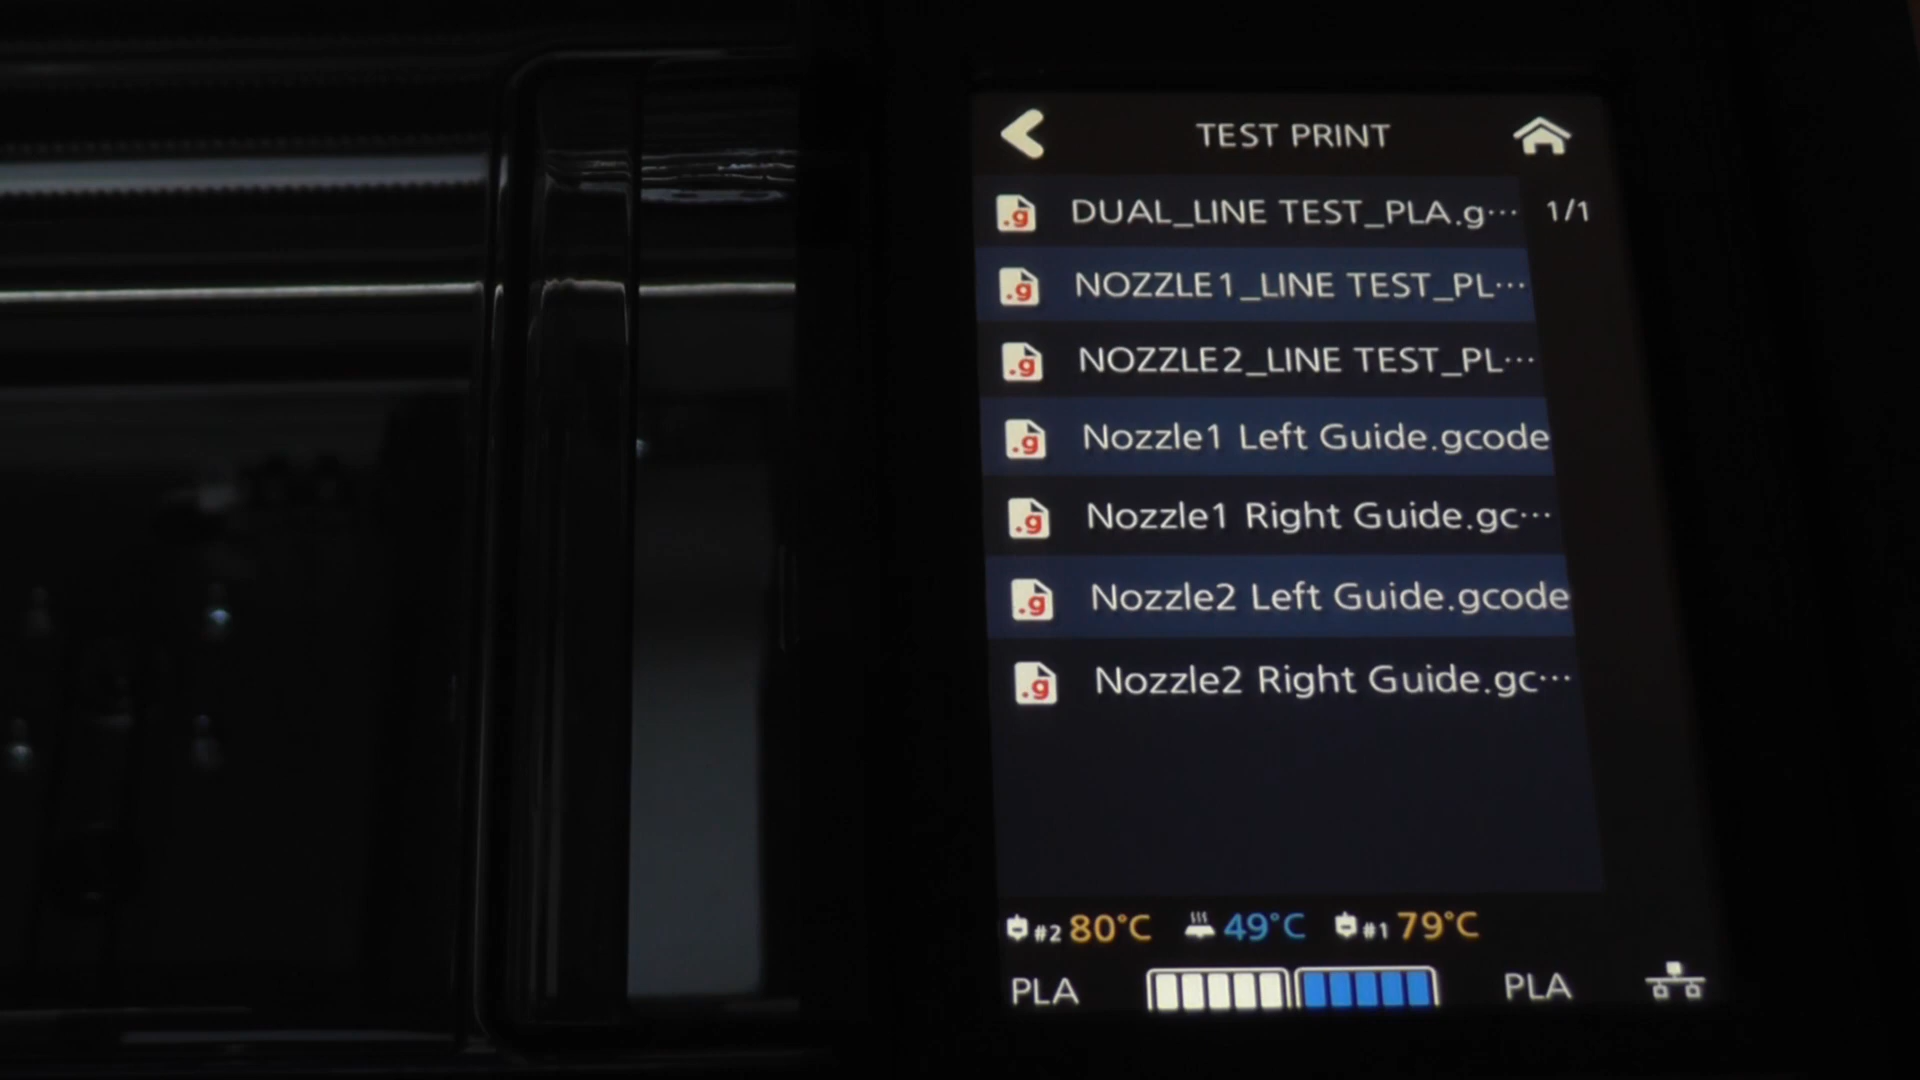 TEST PRINT
.g DUAL_LINE TEST_PLA.g… 1/1
.g NOZZLE1_LINE TEST_PL…
.g NOZZLE2_LINE TEST_PL…
.g Nozzle1 Left Guide.gcode
.g Nozzle1 Right Guide.gc…
.g Nozzle2 Left Guide.gcode
.g Nozzle2 Right Guide.gc…
#2 80°C 49°C #1 79°C
PLA PLA